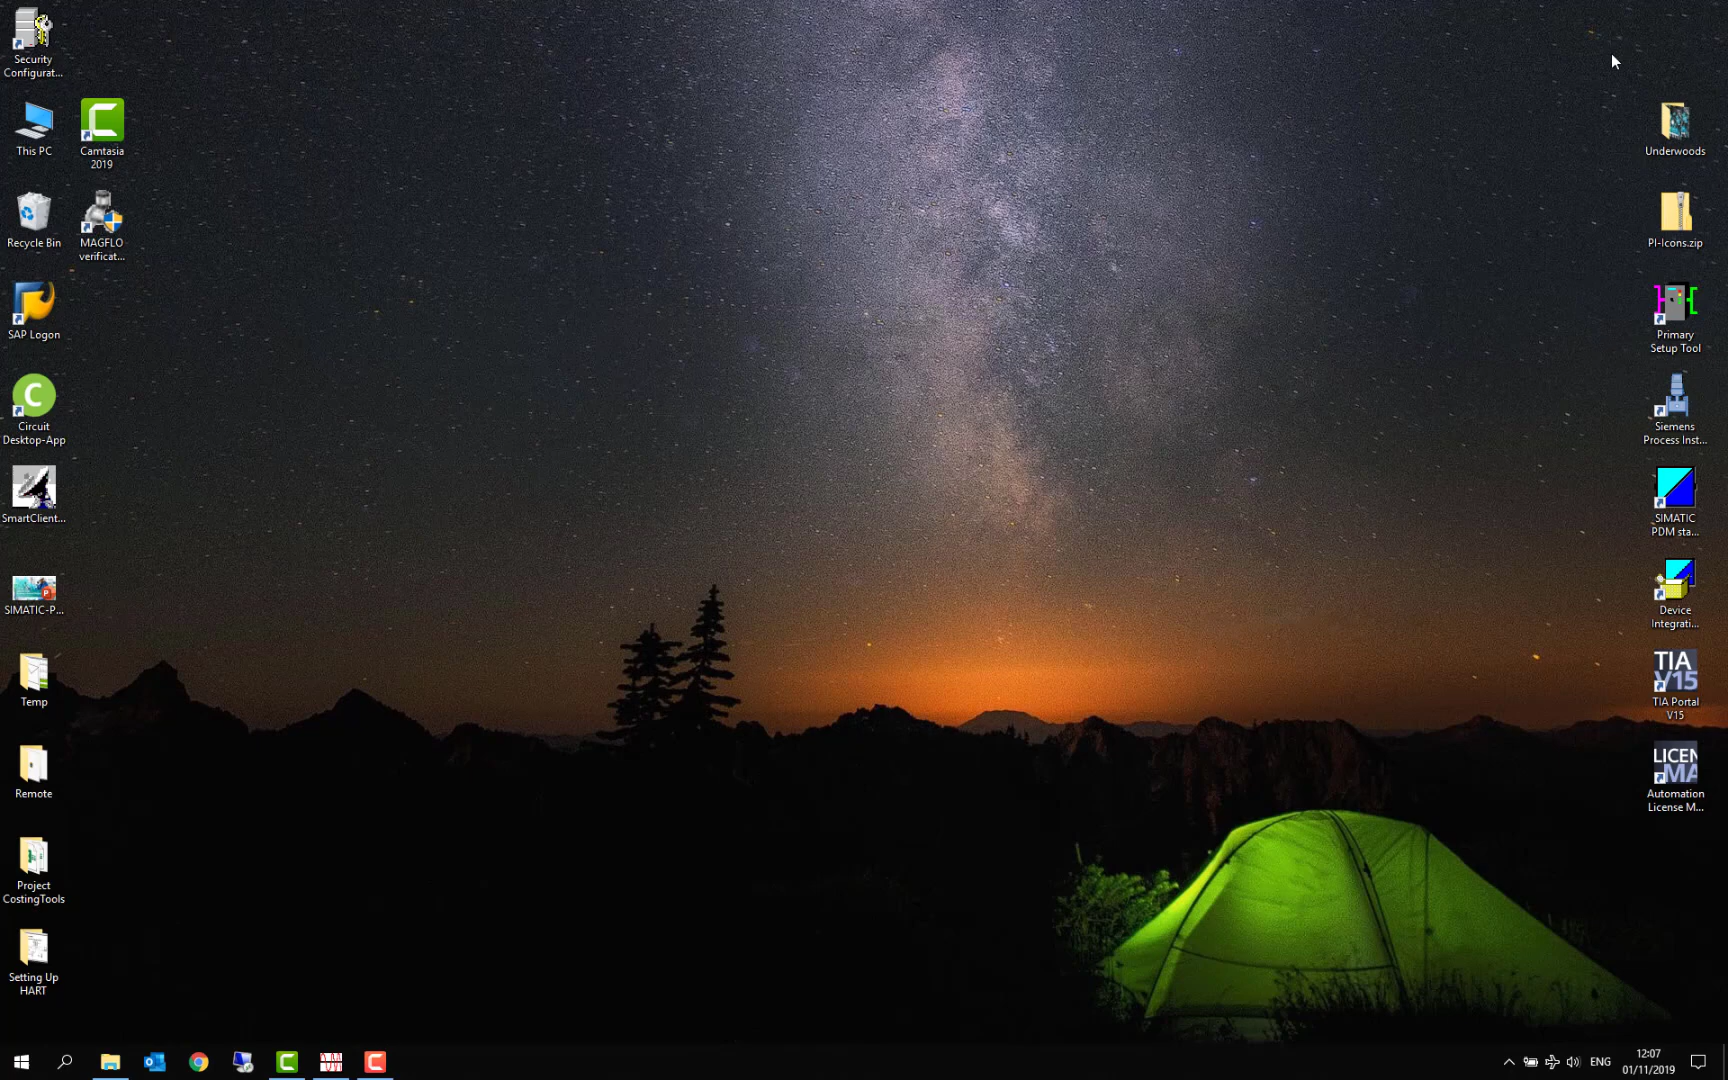 Security
Configurat...
This PC
Camtasia
2019
Recycle Bin
MAGFLO
verificat...
SAP Logon
C
Circuit
Desktop-App
SmartClient...
P
SIMATIC-P...
Temp
Remote
Project
CostingTools
Setting Up
HART
Underwoods
PI-Icons.zip
Primary
Setup Tool
Siemens
Process Inst...
SIMATIC
PDM sta...
Device
Integrati...
TIA
V15
TIA Portal
V15
LICEN
MA
Automation
License M...
ENG
12:07
01/11/2019